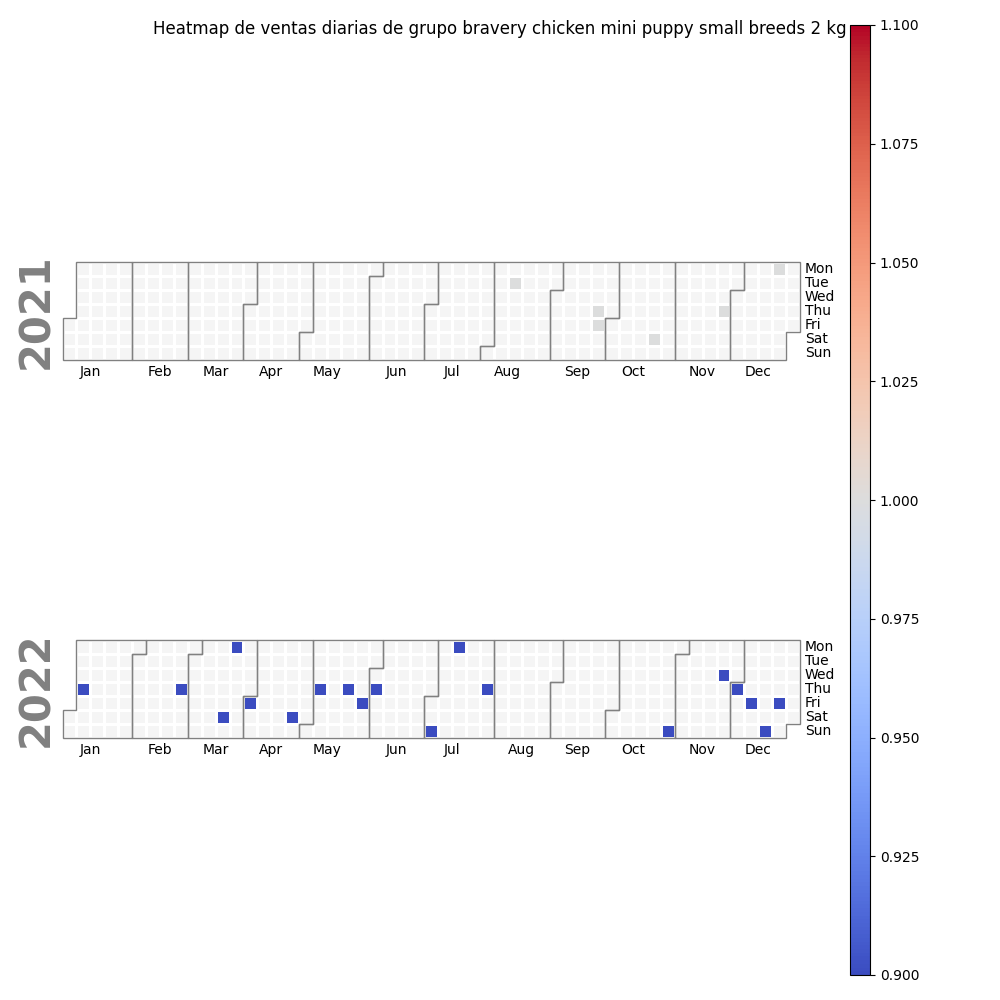 Heatmap de ventas diarias de grupo bravery chicken mini puppy small breeds 2 kg
1.100
1.075
1.050
1.025
1.000
0.975
0.950
0.925
0.900
2021
Mon
Tue
Wed
Thu
Fri
Sat
Sun
Jan Feb Mar Apr May Jun Jul Aug Sep Oct Nov Dec
2022
Mon
Tue
Wed
Thu
Fri
Sat
Sun
Jan Feb Mar Apr May Jun Jul Aug Sep Oct Nov Dec